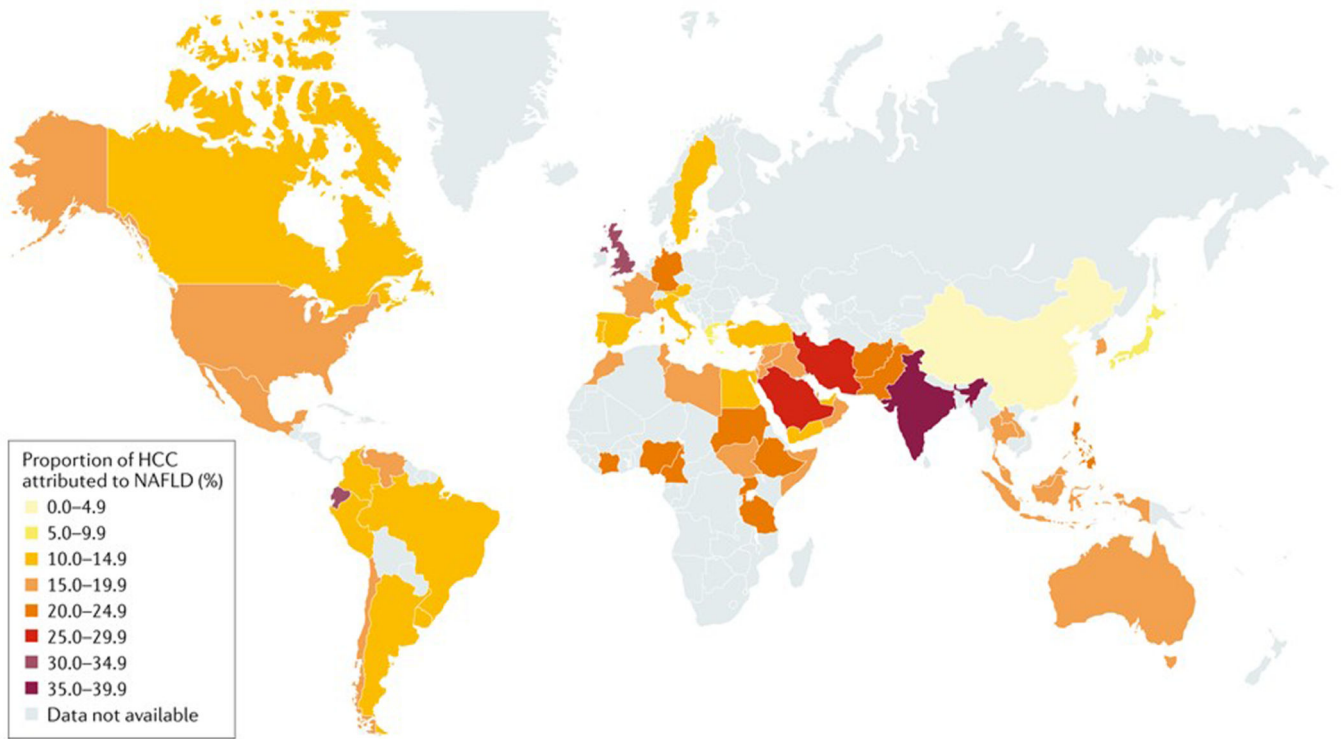 Proportion of HCC
attributed to NAFLD (%)
0.0–4.9
5.0–9.9
10.0–14.9
15.0–19.9
20.0–24.9
25.0–29.9
30.0–34.9
35.0–39.9
Data not available